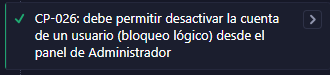 CP-026: debe permitir desactivar la cuenta
de un usuario (bloqueo lógico) desde el
panel de Administrador